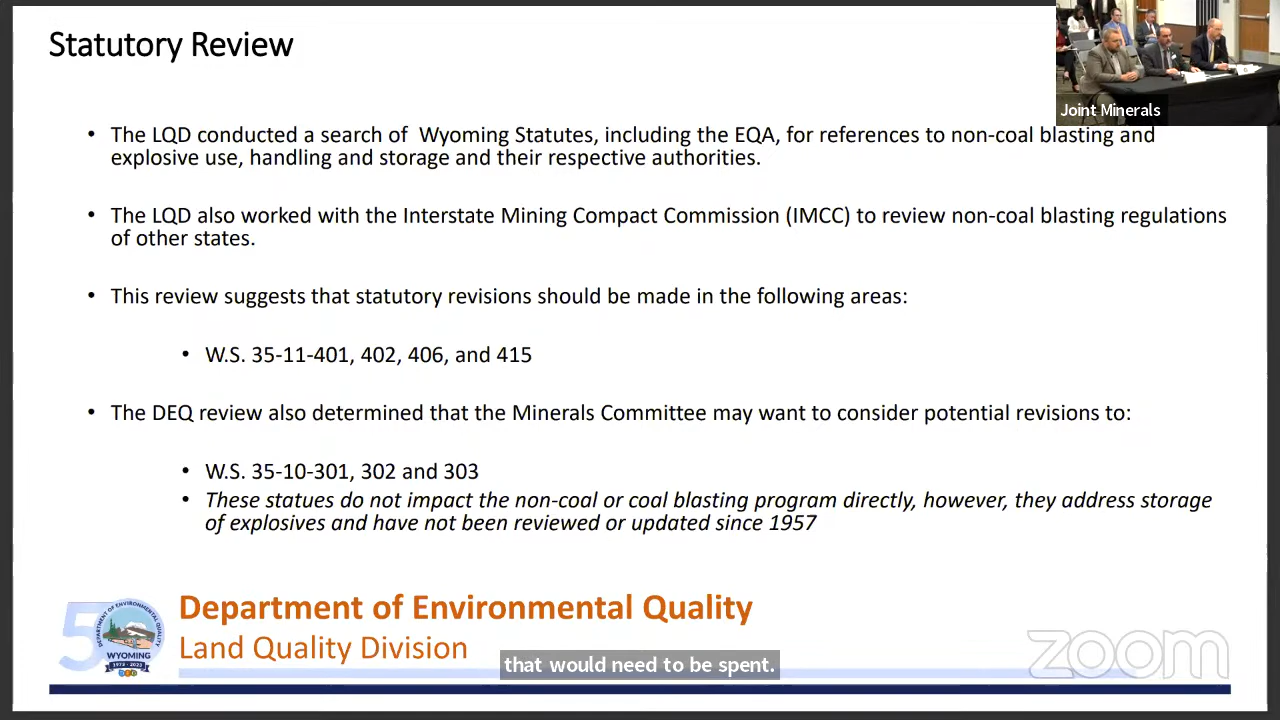 Statutory Review
Joint Minerals
• The LQD conducted a search of Wyoming Statutes, including the EQA, for references to non-coal blasting and
explosive use, handling and storage and their respective authorities.
• The LQD also worked with the Interstate Mining Compact Commission (IMCC) to review non-coal blasting regulations
of other states.
• This review suggests that statutory revisions should be made in the following areas:
• W.S. 35-11-401, 402, 406, and 415
• The DEQ review also determined that the Minerals Committee may want to consider potential revisions to:
• W.S. 35-10-301, 302 and 303
• These statues do not impact the non-coal or coal blasting program directly, however, they address storage
of explosives and have not been reviewed or updated since 1957
50
DEPARTMENT OF ENVIRONMENTAL QUALITY
WYOMING
1973 - 2023
Department of Environmental Quality
Land Quality Division
that would need to be spent.
zoom